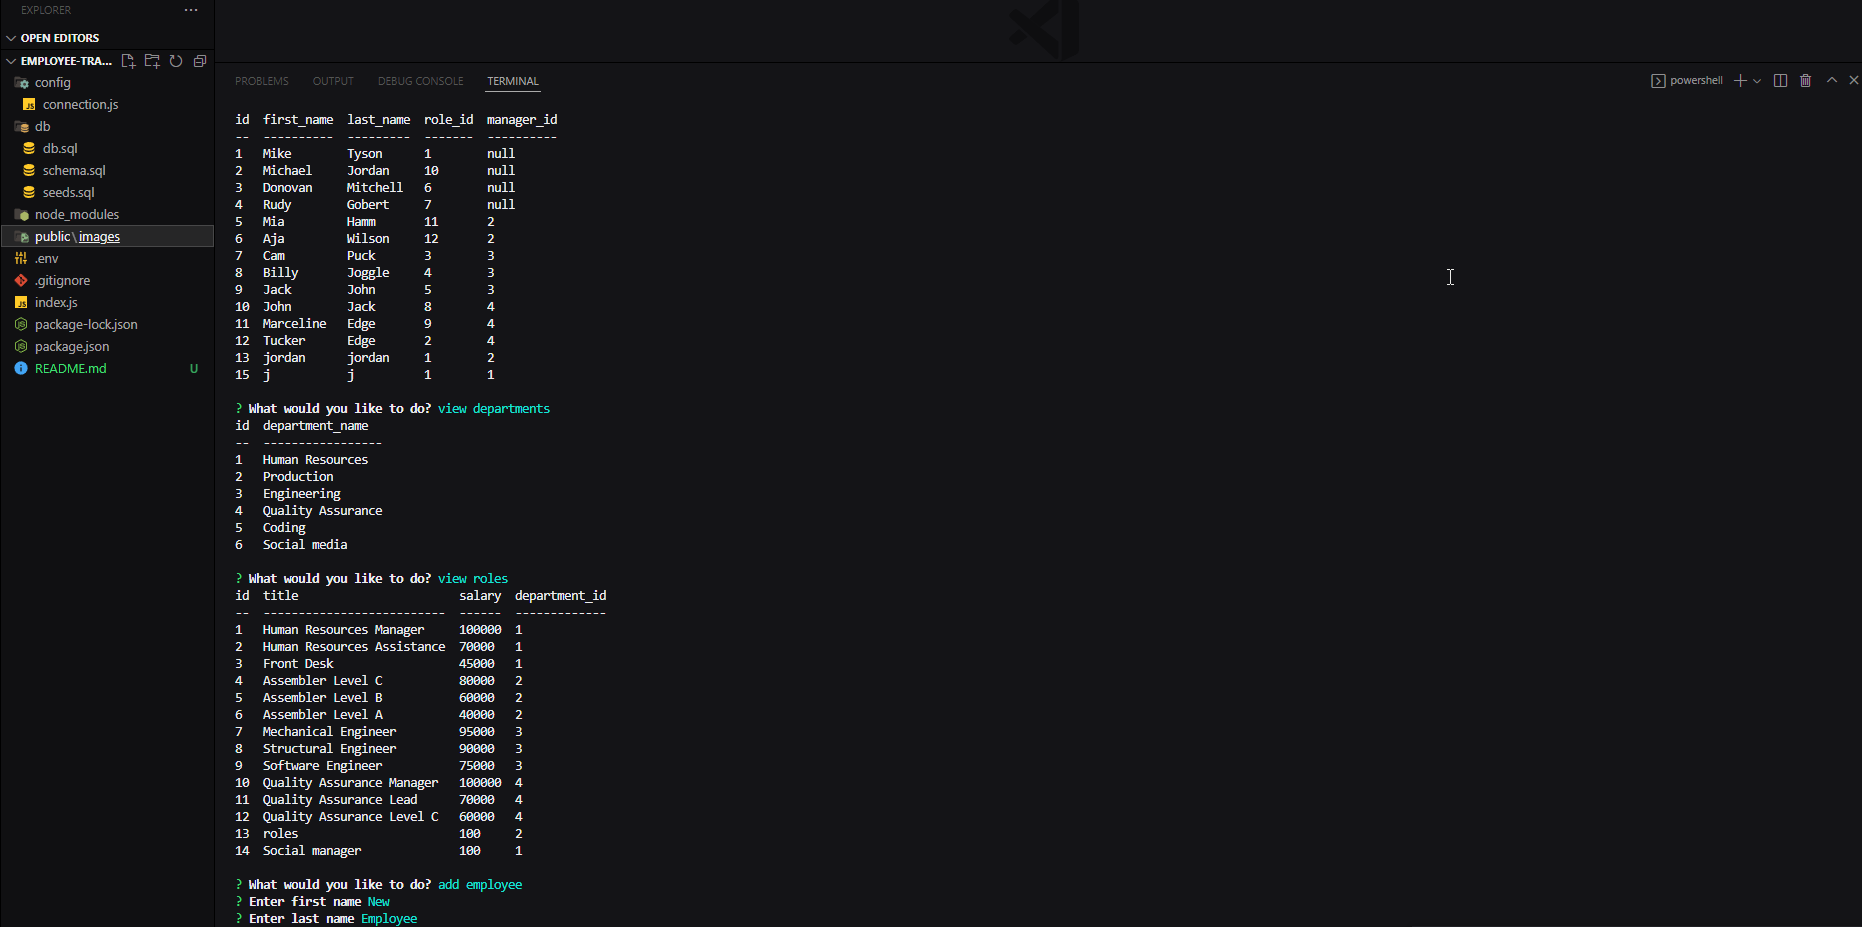 EXPLORER ···
OPEN EDITORS
EMPLOYEE-TRA...
config
connection.js
db
db.sql
schema.sql
seeds.sql
node_modules
public\images
.env
.gitignore
index.js
package-lock.json
package.json
README.md U
PROBLEMS OUTPUT DEBUG CONSOLE TERMINAL powershell
id first_name last_name role_id manager_id
-- ---------- --------- ------- ----------
1 Mike Tyson 1 null
2 Michael Jordan 10 null
3 Donovan Mitchell 6 null
4 Rudy Gobert 7 null
5 Mia Hamm 11 2
6 Aja Wilson 12 2
7 Cam Puck 3 3
8 Billy Joggle 4 3
9 Jack John 5 3
10 John Jack 8 4
11 Marceline Edge 9 4
12 Tucker Edge 2 4
13 jordan jordan 1 2
15 j j 1 1
? What would you like to do? view departments
id department_name
-- -----------------
1 Human Resources
2 Production
3 Engineering
4 Quality Assurance
5 Coding
6 Social media
? What would you like to do? view roles
id title salary department_id
-- -------------------------- ------ -------------
1 Human Resources Manager 100000 1
2 Human Resources Assistance 70000 1
3 Front Desk 45000 1
4 Assembler Level C 80000 2
5 Assembler Level B 60000 2
6 Assembler Level A 40000 2
7 Mechanical Engineer 95000 3
8 Structural Engineer 90000 3
9 Software Engineer 75000 3
10 Quality Assurance Manager 100000 4
11 Quality Assurance Lead 70000 4
12 Quality Assurance Level C 60000 4
13 roles 100 2
14 Social manager 100 1
? What would you like to do? add employee
? Enter first name New
? Enter last name Employee